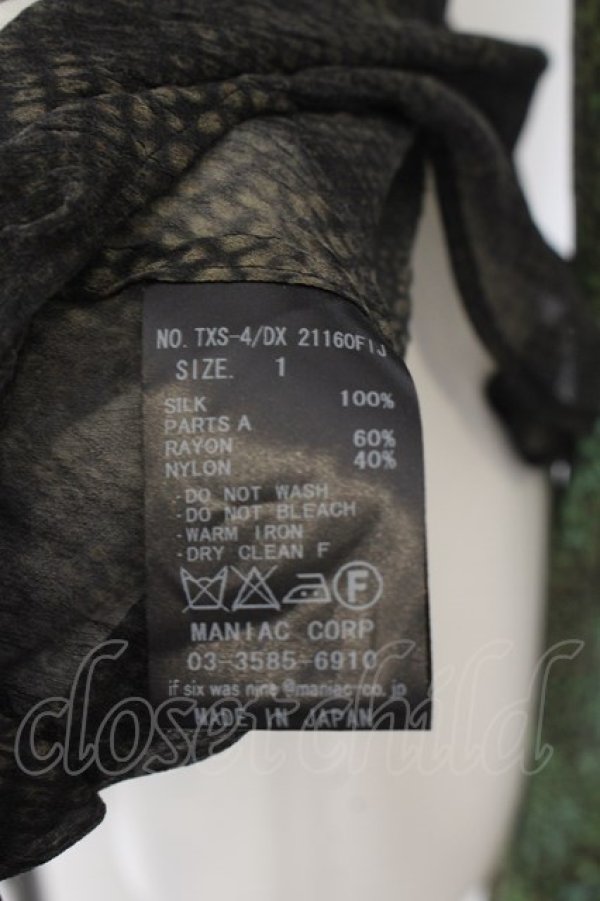 NO. TXS-4/DX 21160FIJ
SIZE. 1
SILK 100%
PARTS A
RAYON 60%
NYLON 40%
·DO NOT WASH
·DO NOT BLEACH
·WARM IRON
·DRY CLEAN F
F
MANIAC CORP
03-3585-6910
if six was nine @maniac-co.jp
MADE IN JAPAN
closet child